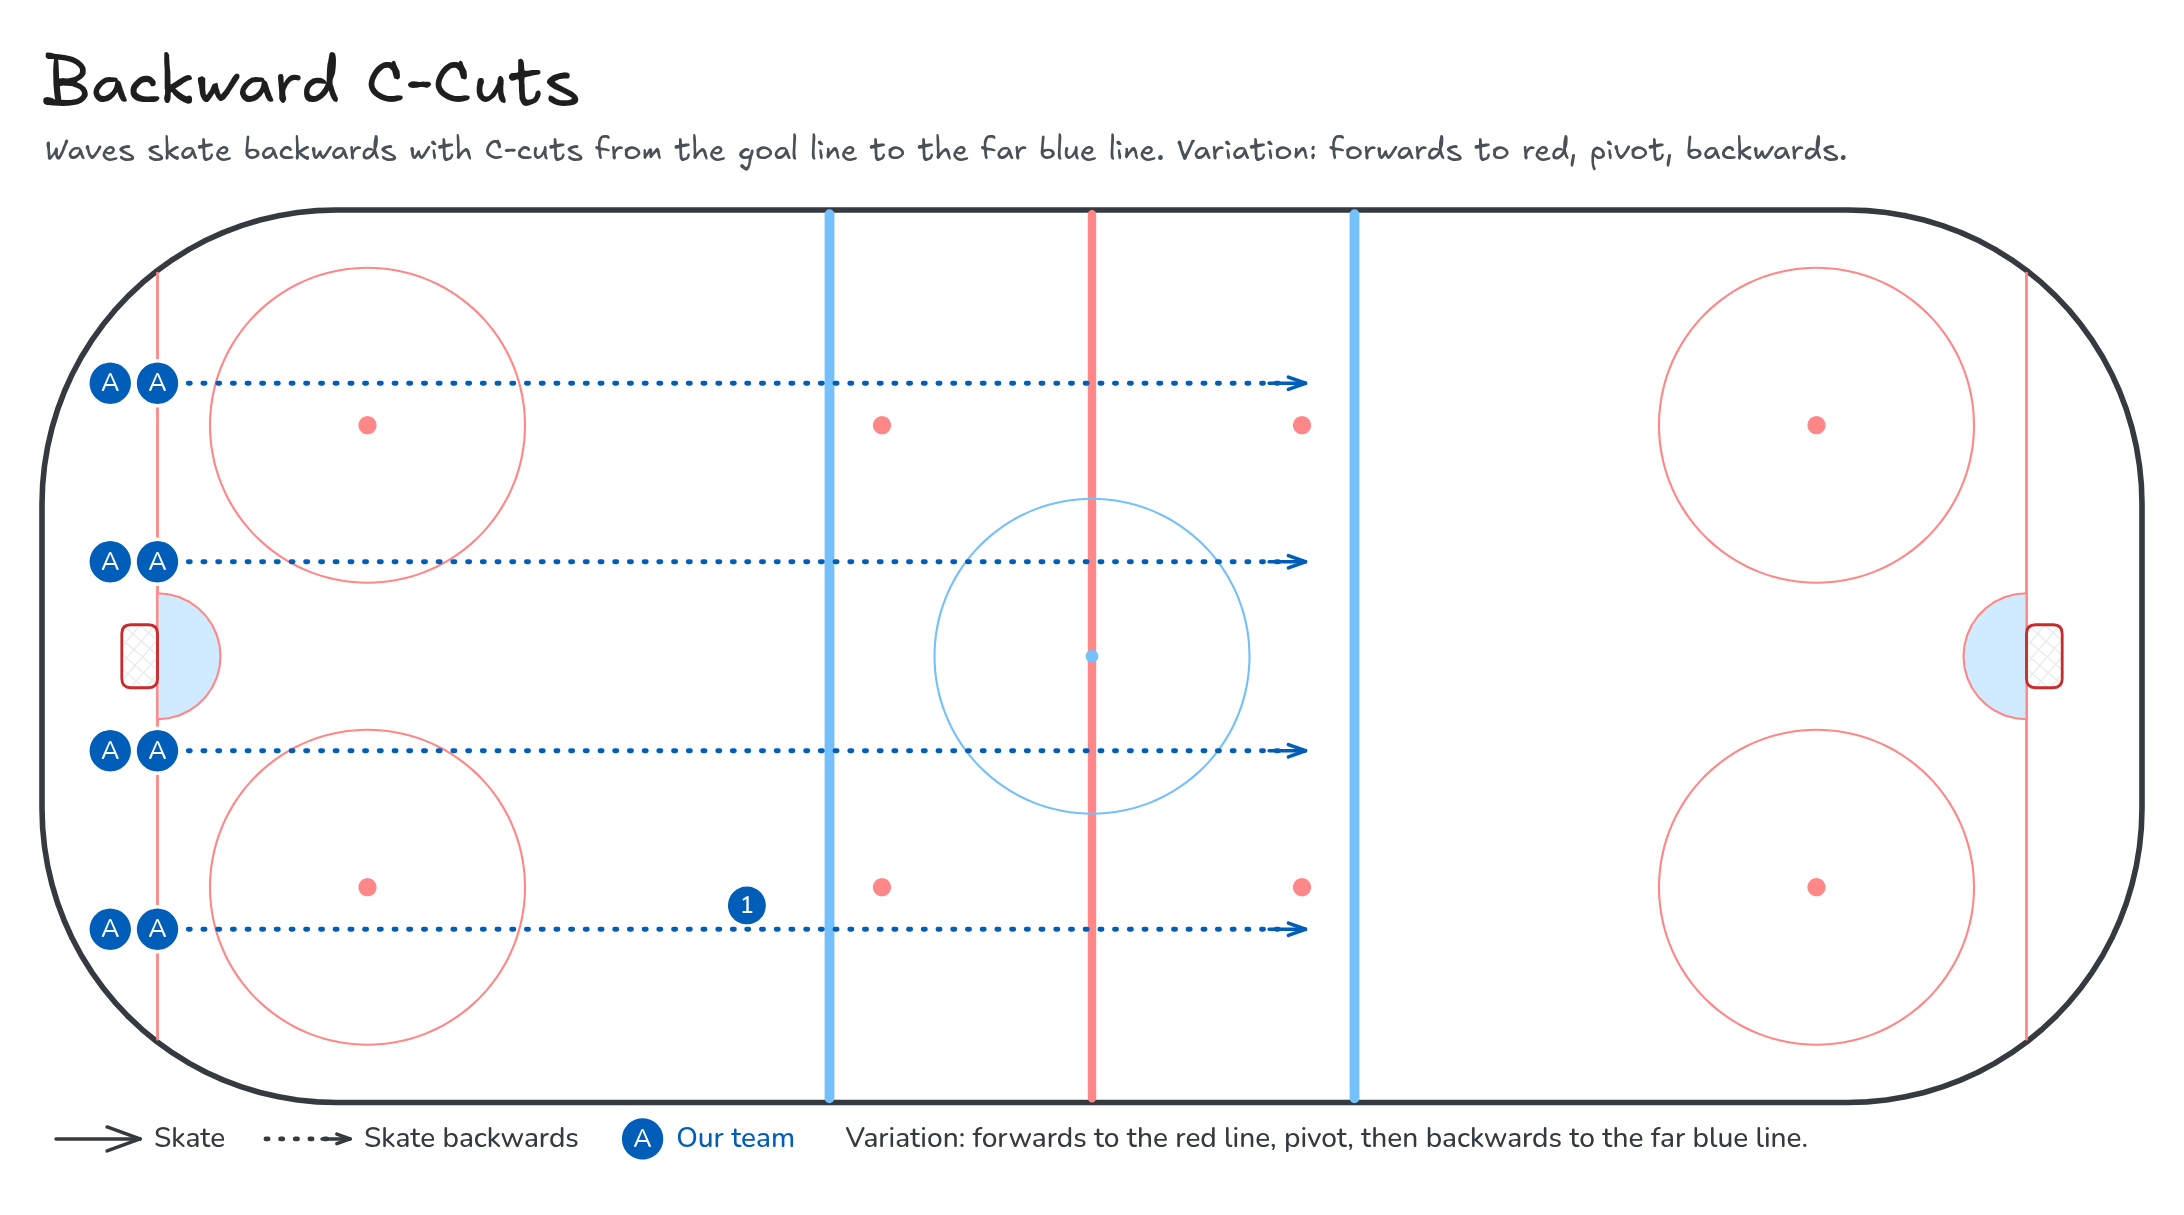 Backward C-Cuts
Waves skate backwards with C-cuts from the goal line to the far blue line. Variation: forwards to red, pivot, backwards.
A A
A A
A A
1
A A
Skate Skate backwards A Our team Variation: forwards to the red line, pivot, then backwards to the far blue line.